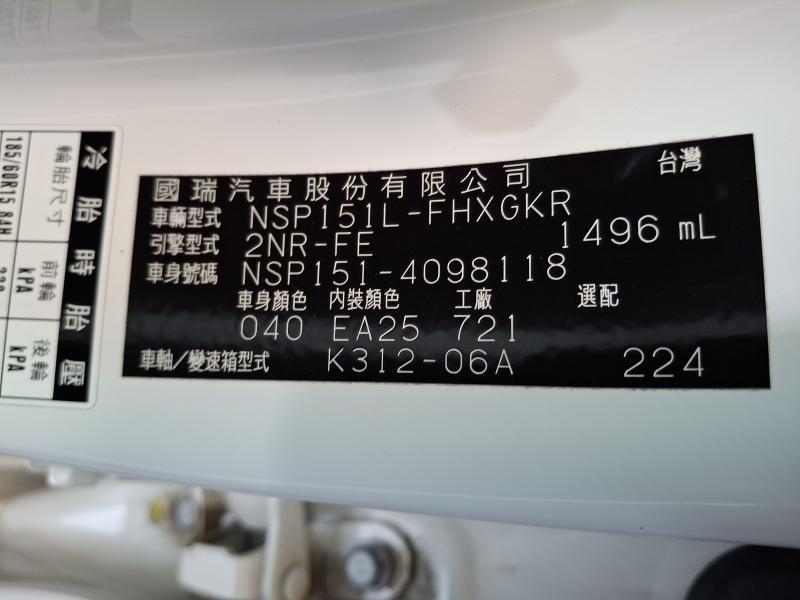 國瑞汽車股份有限公司 台灣
車輛型式 NSP151L-FHXGKR
引擎型式 2NR-FE 1496 mL
車身號碼 NSP151-4098118
車身顏色 內裝顏色 工廠 選配
040 EA25 721
車軸/變速箱型式 K312-06A 224
冷胎時胎壓
輪胎尺寸 前輪 kPA 後輪 kPA
185/60R15 84H